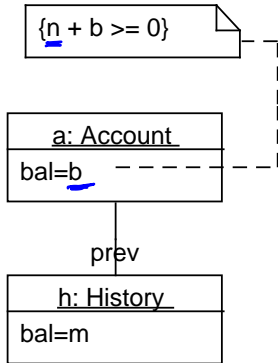 {n + b >= 0}
a: Account
bal=b
prev
h: History
bal=m